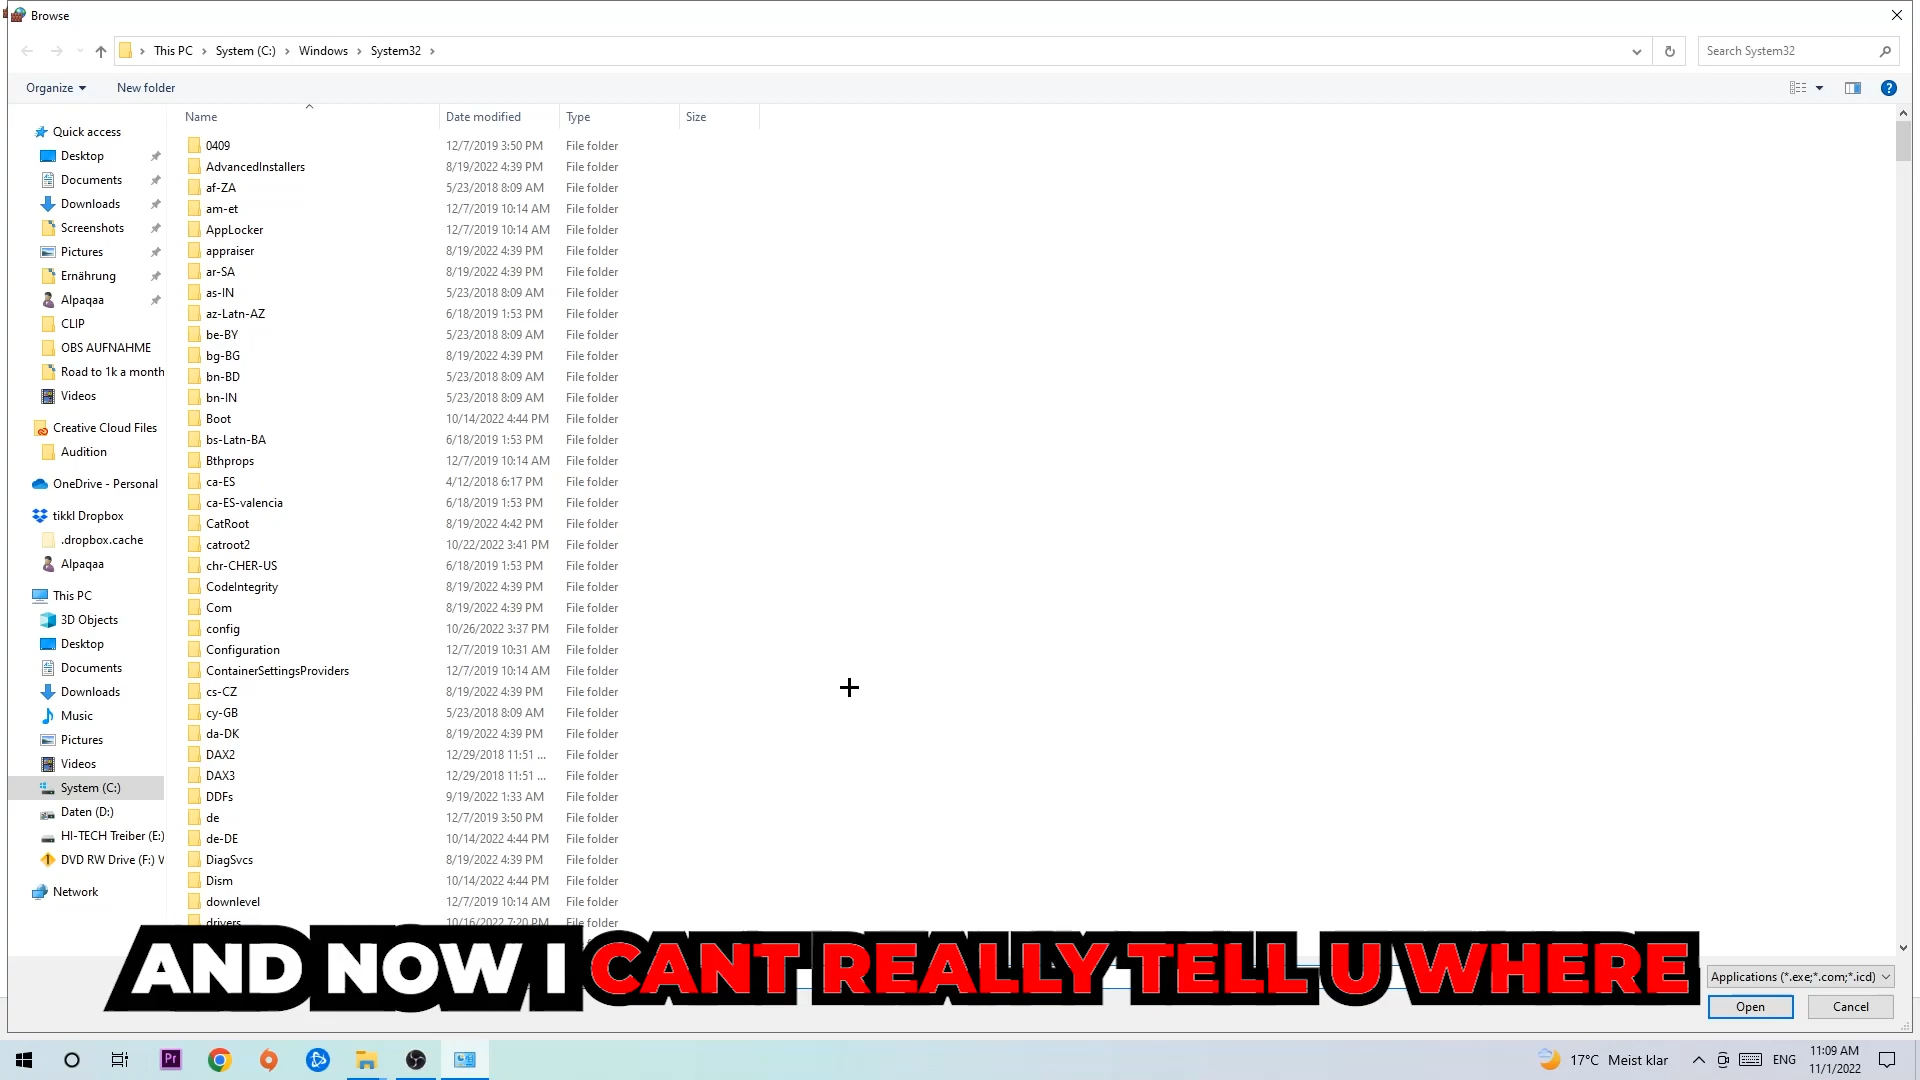 Browse
This PC > System (C:) > Windows > System32 >
Search System32
Organize
New folder
Name
Date modified
Type
Size
Quick access
Desktop
Documents
Downloads
Screenshots
Pictures
Ernährung
Alpaqaa
CLIP
OBS AUFNAHME
Road to 1k a month
Videos
Creative Cloud Files
Audition
OneDrive - Personal
tikkl Dropbox
.dropbox.cache
Alpaqaa
This PC
3D Objects
Desktop
Documents
Downloads
Music
Pictures
Videos
System (C:)
Daten (D:)
HI-TECH Treiber (E:)
DVD RW Drive (F:) V
Network
0409 12/7/2019 3:50 PM File folder
AdvancedInstallers 8/19/2022 4:39 PM File folder
af-ZA 5/23/2018 8:09 AM File folder
am-et 12/7/2019 10:14 AM File folder
AppLocker 12/7/2019 10:14 AM File folder
appraiser 8/19/2022 4:39 PM File folder
ar-SA 8/19/2022 4:39 PM File folder
as-IN 5/23/2018 8:09 AM File folder
az-Latn-AZ 6/18/2019 1:53 PM File folder
be-BY 5/23/2018 8:09 AM File folder
bg-BG 8/19/2022 4:39 PM File folder
bn-BD 5/23/2018 8:09 AM File folder
bn-IN 5/23/2018 8:09 AM File folder
Boot 10/14/2022 4:44 PM File folder
bs-Latn-BA 6/18/2019 1:53 PM File folder
Bthprops 12/7/2019 10:14 AM File folder
ca-ES 4/12/2018 6:17 PM File folder
ca-ES-valencia 6/18/2019 1:53 PM File folder
CatRoot 8/19/2022 4:42 PM File folder
catroot2 10/22/2022 3:41 PM File folder
chr-CHER-US 6/18/2019 1:53 PM File folder
CodeIntegrity 8/19/2022 4:39 PM File folder
Com 8/19/2022 4:39 PM File folder
config 10/26/2022 3:37 PM File folder
Configuration 12/7/2019 10:31 AM File folder
ContainerSettingsProviders 12/7/2019 10:14 AM File folder
cs-CZ 8/19/2022 4:39 PM File folder
cy-GB 5/23/2018 8:09 AM File folder
da-DK 8/19/2022 4:39 PM File folder
DAX2 12/29/2018 11:51 ... File folder
DAX3 12/29/2018 11:51 ... File folder
DDFs 9/19/2022 1:33 AM File folder
de 12/7/2019 3:50 PM File folder
de-DE 10/14/2022 4:44 PM File folder
DiagSvcs 8/19/2022 4:39 PM File folder
Dism 10/14/2022 4:44 PM File folder
downlevel 12/7/2019 10:14 AM File folder
drivers 10/16/2022 7:20 PM File folder
AND NOW I CANT REALLY TELL U WHERE
Applications (*.exe;*.com;*.icd)
Open
Cancel
Pr
17°C Meist klar
ENG
11:09 AM
11/1/2022